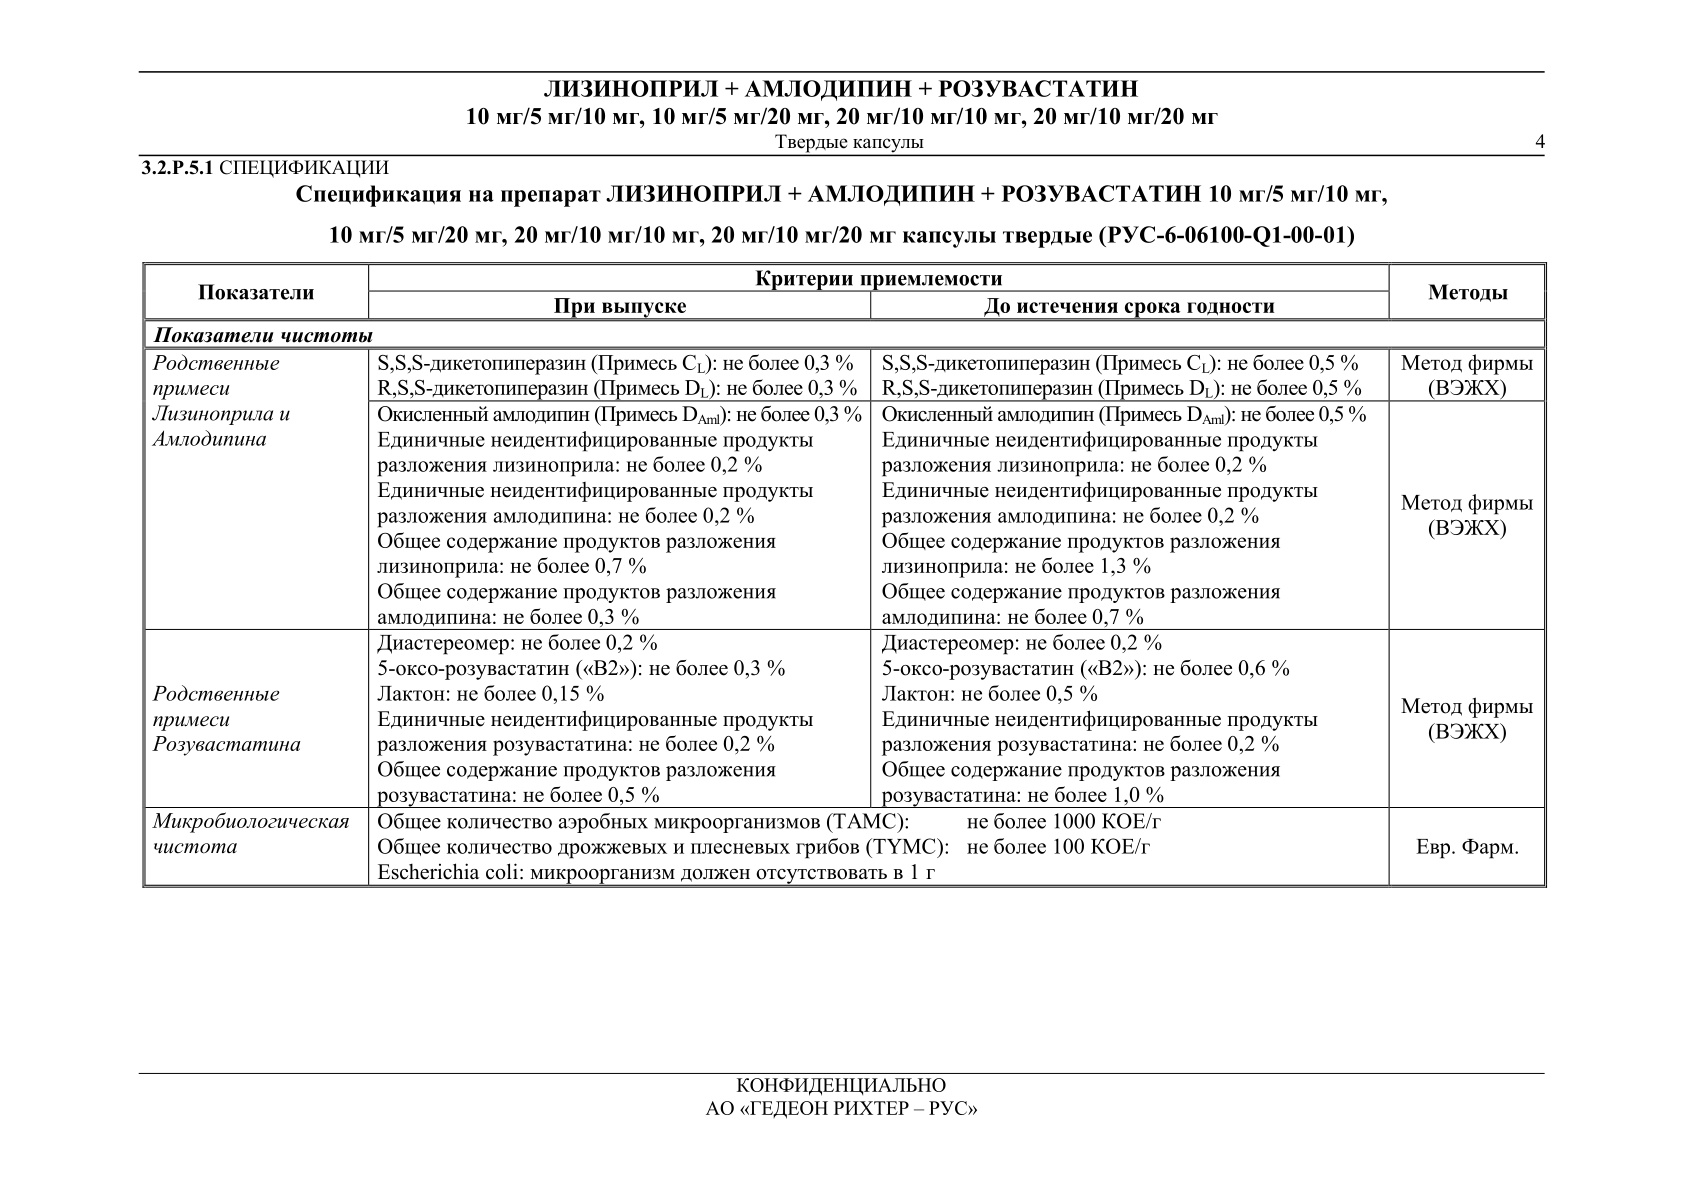 ЛИЗИНОПРИЛ + АМЛОДИПИН + РОЗУВАСТАТИН
10 мг/5 мг/10 мг, 10 мг/5 мг/20 мг, 20 мг/10 мг/10 мг, 20 мг/10 мг/20 мг
Твердые капсулы 4
3.2.P.5.1 СПЕЦИФИКАЦИИ
Спецификация на препарат ЛИЗИНОПРИЛ + АМЛОДИПИН + РОЗУВАСТАТИН 10 мг/5 мг/10 мг,
10 мг/5 мг/20 мг, 20 мг/10 мг/10 мг, 20 мг/10 мг/20 мг капсулы твердые (РУС-6-06100-Q1-00-01)
Показатели
Критерии приемлемости
При выпуске
До истечения срока годности
Методы
Показатели чистоты
Родственные
примеси
Лизиноприла и
Амлодипина
S,S,S-дикетопиперазин (Примесь CL): не более 0,3 %
R,S,S-дикетопиперазин (Примесь DL): не более 0,3 %
S,S,S-дикетопиперазин (Примесь CL): не более 0,5 %
R,S,S-дикетопиперазин (Примесь DL): не более 0,5 %
Метод фирмы
(ВЭЖХ)
Окисленный амлодипин (Примесь DAml): не более 0,3 %
Единичные неидентифицированные продукты
разложения лизиноприла: не более 0,2 %
Единичные неидентифицированные продукты
разложения амлодипина: не более 0,2 %
Общее содержание продуктов разложения
лизиноприла: не более 0,7 %
Общее содержание продуктов разложения
амлодипина: не более 0,3 %
Окисленный амлодипин (Примесь DAml): не более 0,5 %
Единичные неидентифицированные продукты
разложения лизиноприла: не более 0,2 %
Единичные неидентифицированные продукты
разложения амлодипина: не более 0,2 %
Общее содержание продуктов разложения
лизиноприла: не более 1,3 %
Общее содержание продуктов разложения
амлодипина: не более 0,7 %
Метод фирмы
(ВЭЖХ)
Родственные
примеси
Розувастатина
Диастереомер: не более 0,2 %
5-оксо-розувастатин («B2»): не более 0,3 %
Лактон: не более 0,15 %
Единичные неидентифицированные продукты
разложения розувастатина: не более 0,2 %
Общее содержание продуктов разложения
розувастатина: не более 0,5 %
Диастереомер: не более 0,2 %
5-оксо-розувастатин («B2»): не более 0,6 %
Лактон: не более 0,5 %
Единичные неидентифицированные продукты
разложения розувастатина: не более 0,2 %
Общее содержание продуктов разложения
розувастатина: не более 1,0 %
Метод фирмы
(ВЭЖХ)
Микробиологическая
чистота
Общее количество аэробных микроорганизмов (TAMC): не более 1000 КОЕ/г
Общее количество дрожжевых и плесневых грибов (TYMC): не более 100 КОЕ/г
Escherichia coli: микроорганизм должен отсутствовать в 1 г
Евр. Фарм.
КОНФИДЕНЦИАЛЬНО
АО «ГЕДЕОН РИХТЕР – РУС»